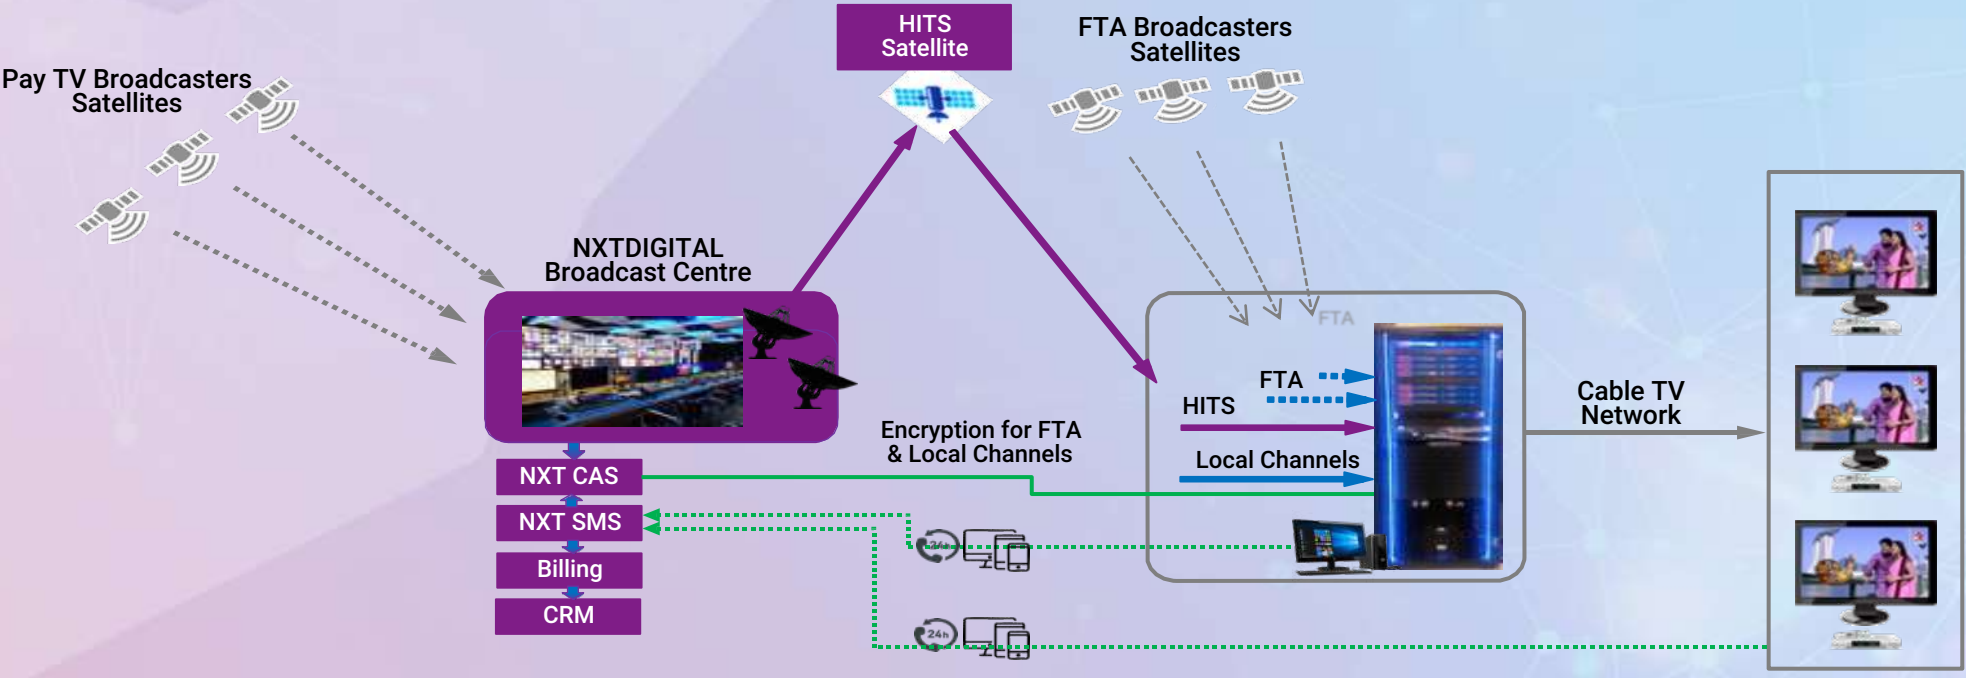 HITS
Satellite
FTA Broadcasters
Satellites
Pay TV Broadcasters
Satellites
NXTDIGITAL
Broadcast Centre
FTA
FTA
HITS
Local Channels
Cable TV
Network
Encryption for FTA
& Local Channels
NXT CAS
NXT SMS
Billing
CRM
24h
24h